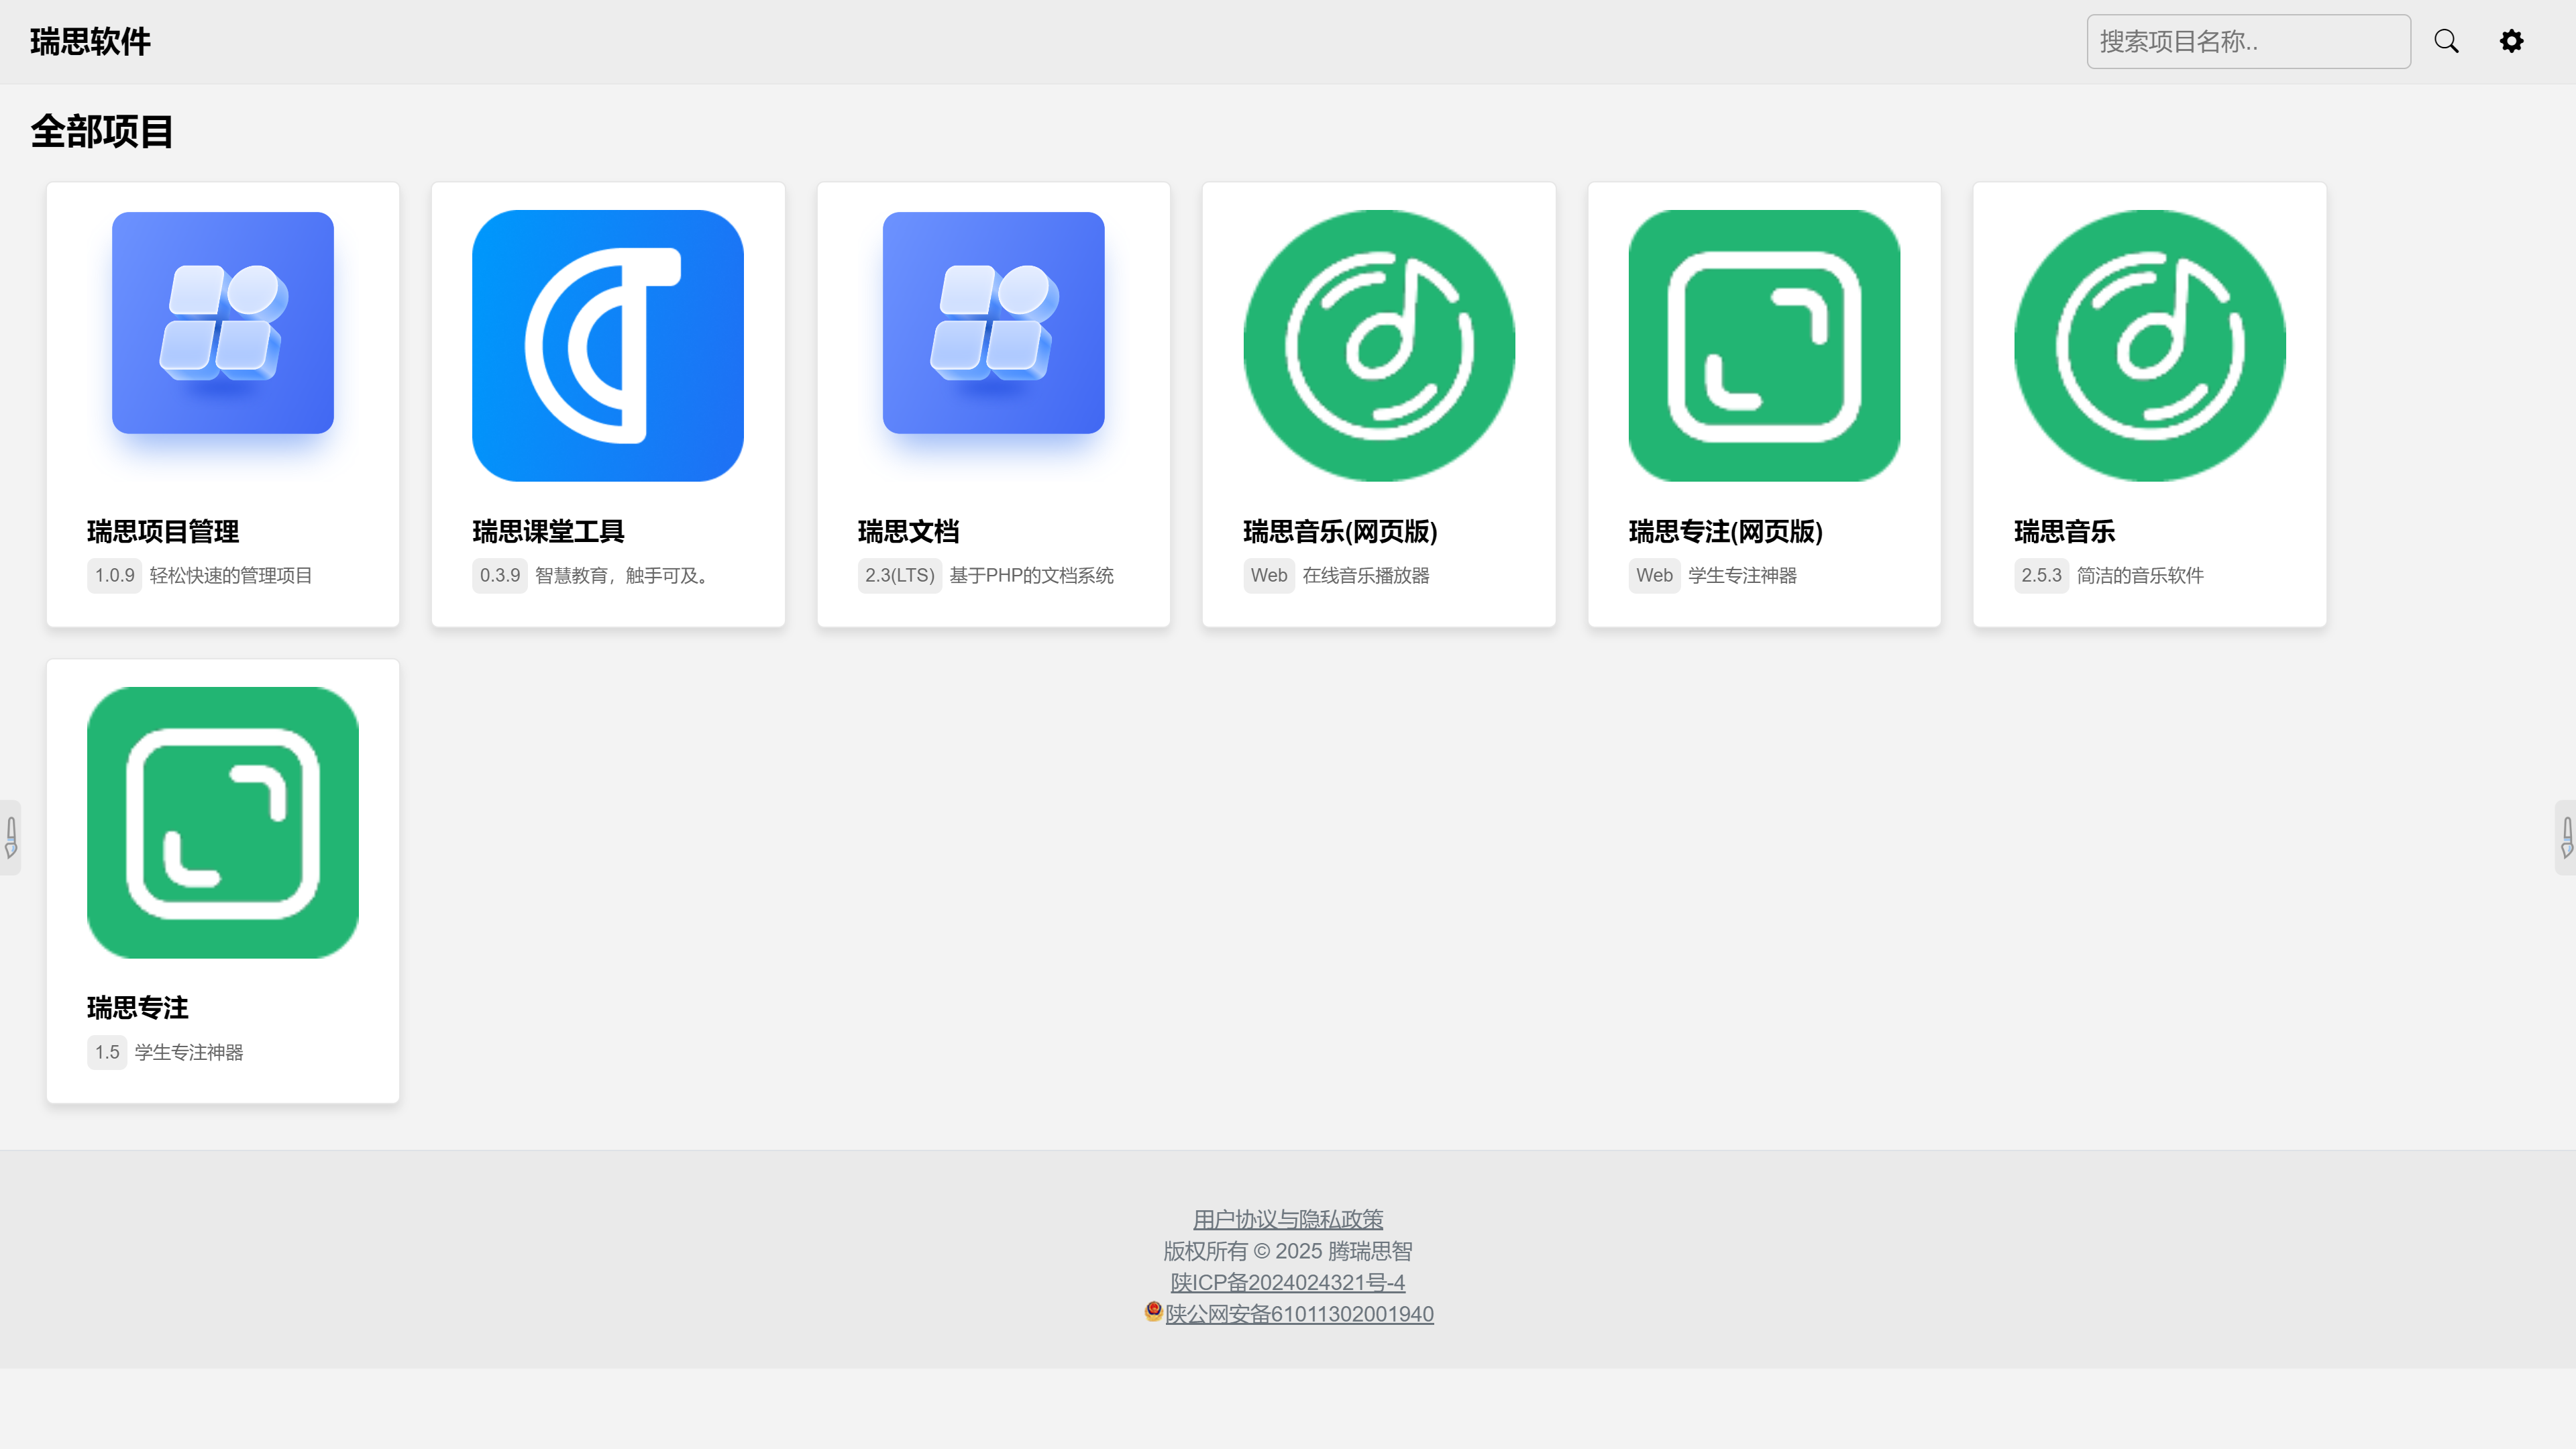 瑞思软件
搜索项目名称..
全部项目
瑞思项目管理
1.0.9 轻松快速的管理项目
瑞思课堂工具
0.3.9 智慧教育，触手可及。
瑞思文档
2.3(LTS) 基于PHP的文档系统
瑞思音乐(网页版)
Web 在线音乐播放器
瑞思专注(网页版)
Web 学生专注神器
瑞思音乐
2.5.3 简洁的音乐软件
瑞思专注
1.5 学生专注神器
用户协议与隐私政策
版权所有 © 2025 腾瑞思智
陕ICP备2024024321号-4
陕公网安备61011302001940